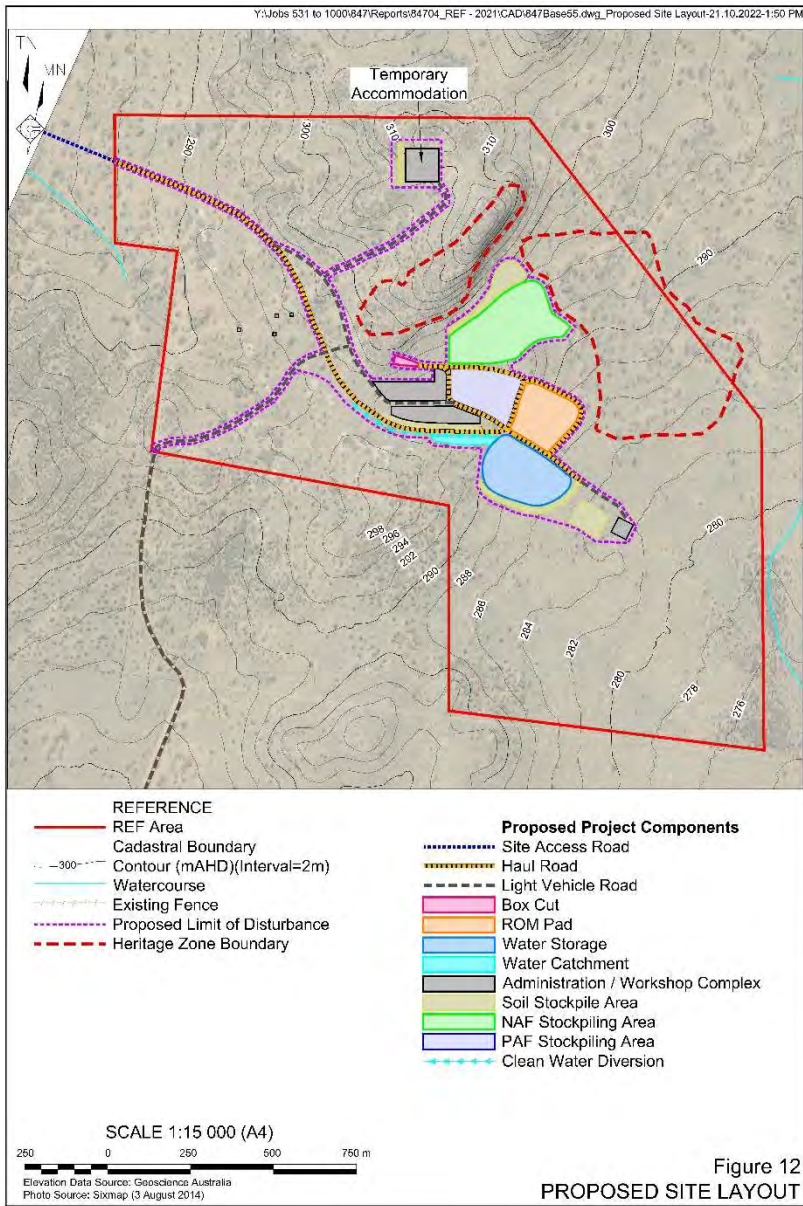 Y:\Jobs 531 to 1000\847\Reports\84704_REF - 2021\CAD\847Base55.dwg_Proposed Site Layout-21.10.2022-1:50 PM
TN
MN
Temporary
Accommodation
290
300
310
310
300
290
298
296
294
292
290
288
286
284
282
280
280
278
276
REFERENCE
REF Area
Cadastral Boundary
300 Contour (mAHD)(Interval=2m)
Watercourse
Existing Fence
Proposed Limit of Disturbance
Heritage Zone Boundary
Proposed Project Components
Site Access Road
Haul Road
Light Vehicle Road
Box Cut
ROM Pad
Water Storage
Water Catchment
Administration / Workshop Complex
Soil Stockpile Area
NAF Stockpiling Area
PAF Stockpiling Area
Clean Water Diversion
SCALE 1:15 000 (A4)
250 0 250 500 750 m
Elevation Data Source: Geoscience Australia
Photo Source: Sixmap (3 August 2014)
Figure 12
PROPOSED SITE LAYOUT